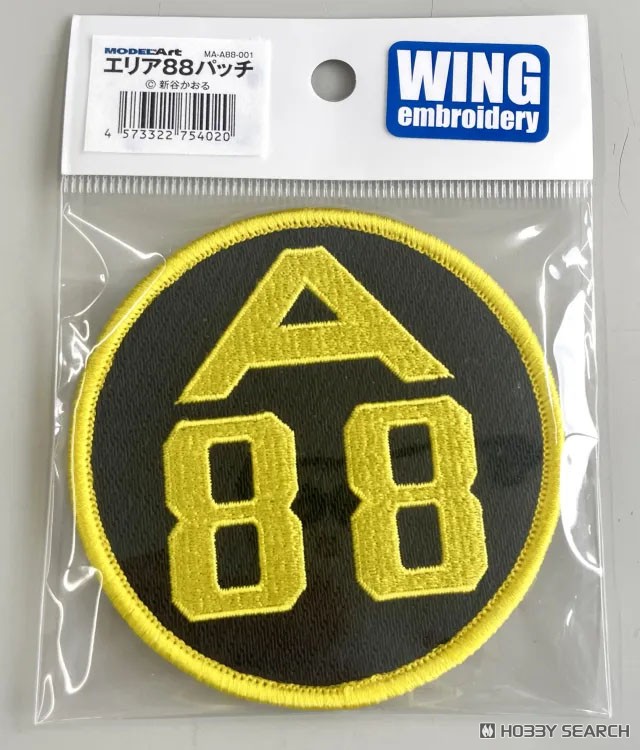 MODELArt MA-A88-001
エリア88パッチ
© 新谷かおる
4 573322 754020
WING
embroidery
A
88
HOBBY SEARCH